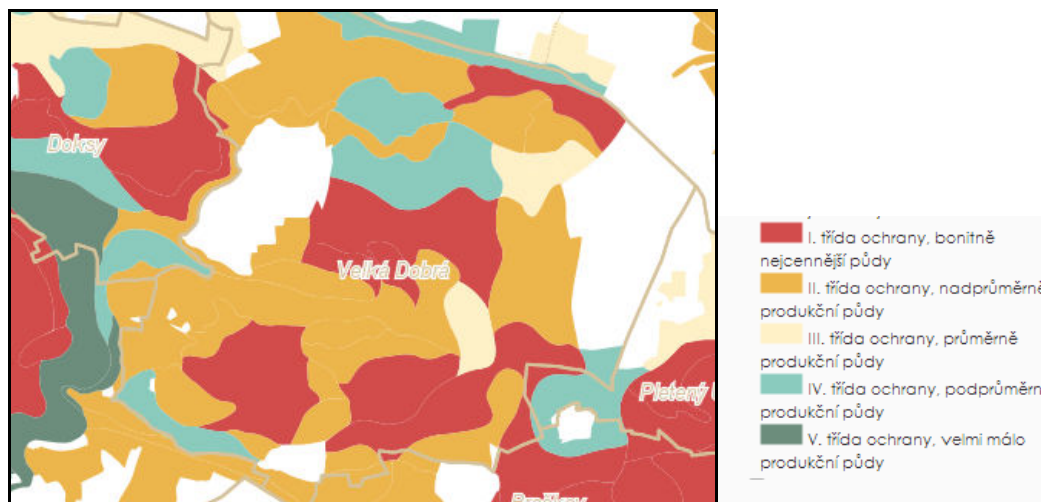 Doksy
Velká Dobrá
Pletený
I. třída ochrany, bonitně
nejcennější půdy
II. třída ochrany, nadprůměrně
produkční půdy
III. třída ochrany, průměrně
produkční půdy
IV. třída ochrany, podprůměrn
produkční půdy
V. třída ochrany, velmi málo
produkční půdy